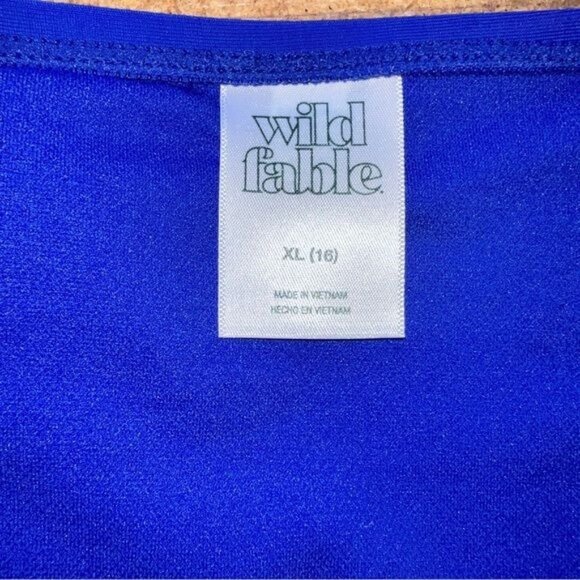 wild
fable.
XL (16)
MADE IN VIETNAM
HECHO EN VIETNAM